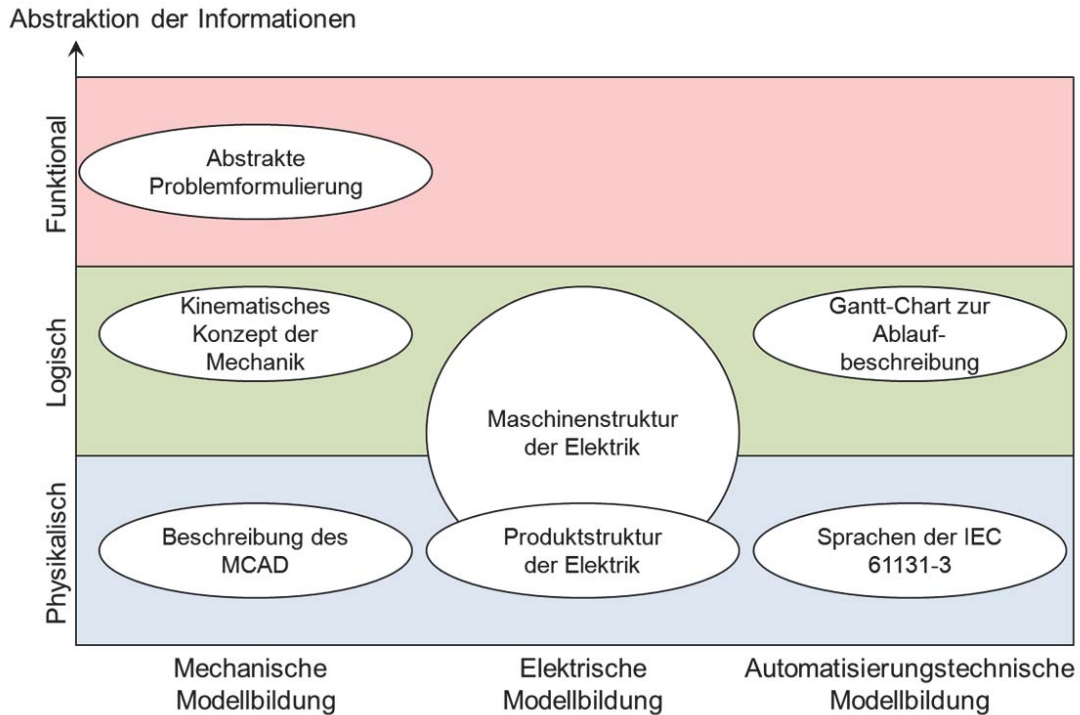 Abstraktion der Informationen
Funktional
Abstrakte
Problemformulierung
Logisch
Kinematisches
Konzept der
Mechanik
Maschinenstruktur
der Elektrik
Gantt-Chart zur
Ablauf-
beschreibung
Physikalisch
Beschreibung des
MCAD
Produktstruktur
der Elektrik
Sprachen der IEC
61131-3
Mechanische
Modellbildung
Elektrische
Modellbildung
Automatisierungstechnische
Modellbildung